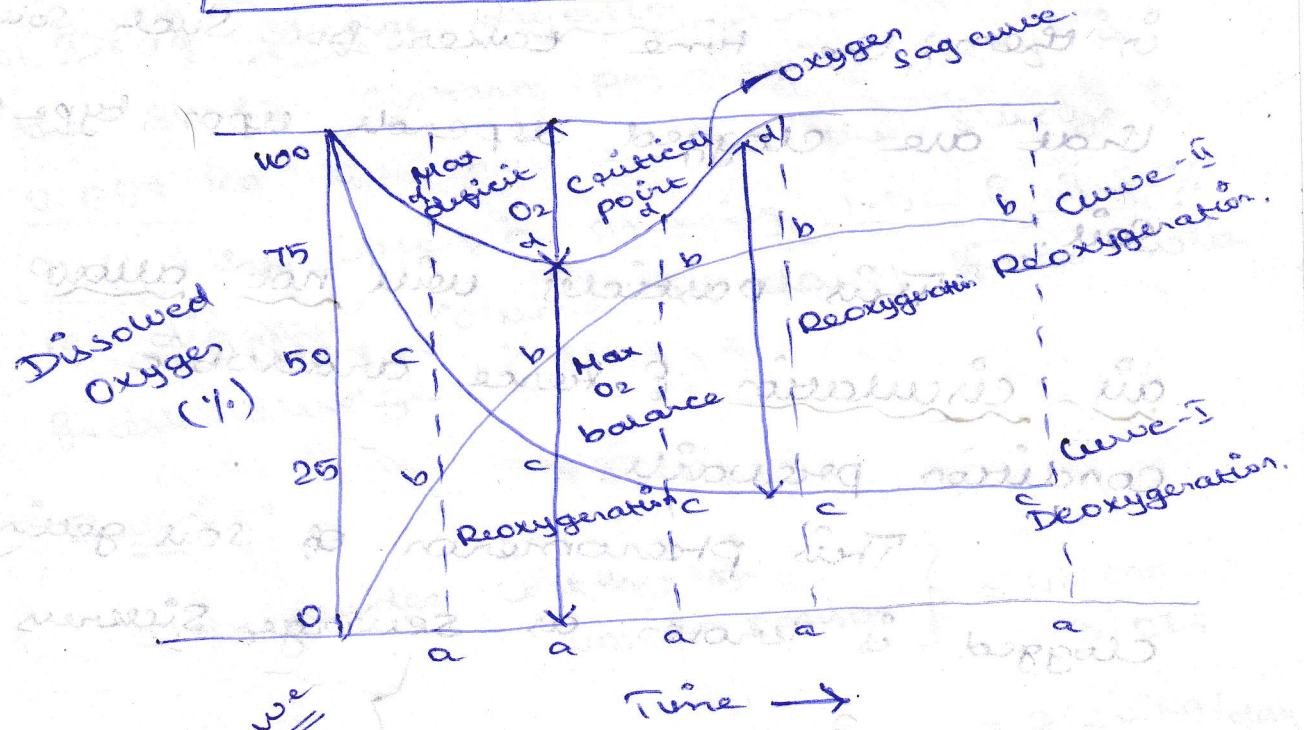 Oxygen
sag curve.
100
75
50
25
0
Dissolved
Oxygen
(%)
Max
deficit
O2
Critical
point
d
d
d
d
b
b
b
b
b
c
c
c
c
c
Max
O2
balance
Reoxygeration
Reoxygeratin
Curve-II
Reoxygeration.
Curve-I
Deoxygeration.
a
a
a
a
a
Time →